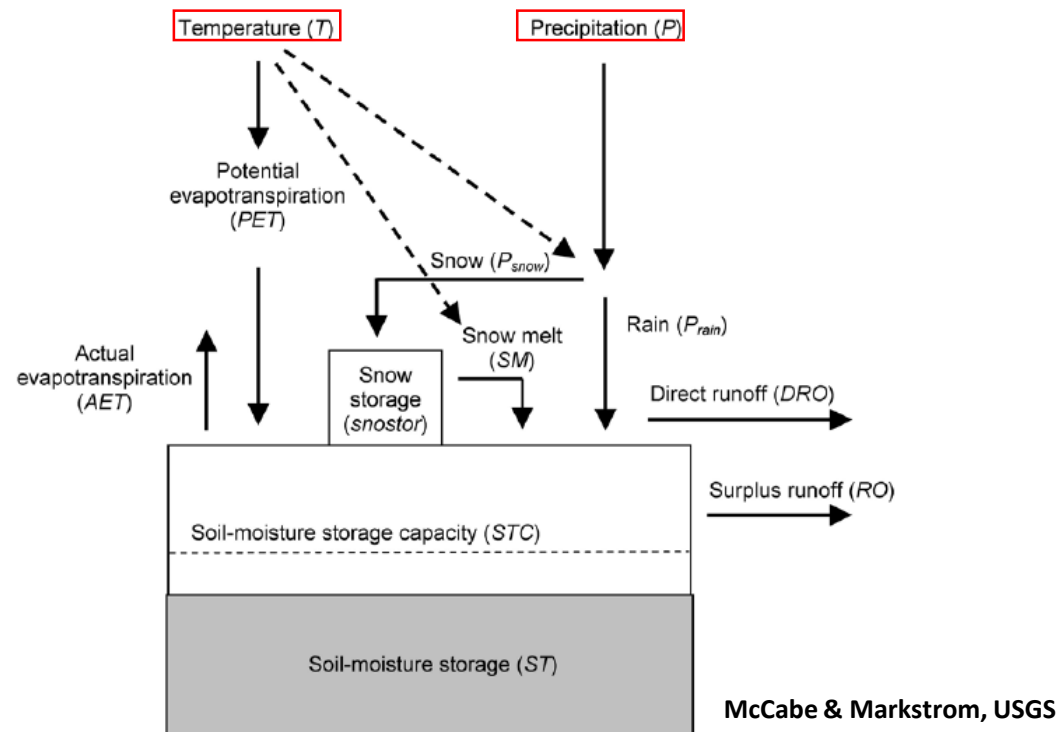 Temperature (T)
Precipitation (P)
Potential
evapotranspiration
(PET)
Snow (Psnow)
Rain (Prain)
Snow melt
(SM)
Actual
evapotranspiration
(AET)
Snow
storage
(snostor)
Direct runoff (DRO)
Surplus runoff (RO)
Soil-moisture storage capacity (STC)
Soil-moisture storage (ST)
McCabe & Markstrom, USGS